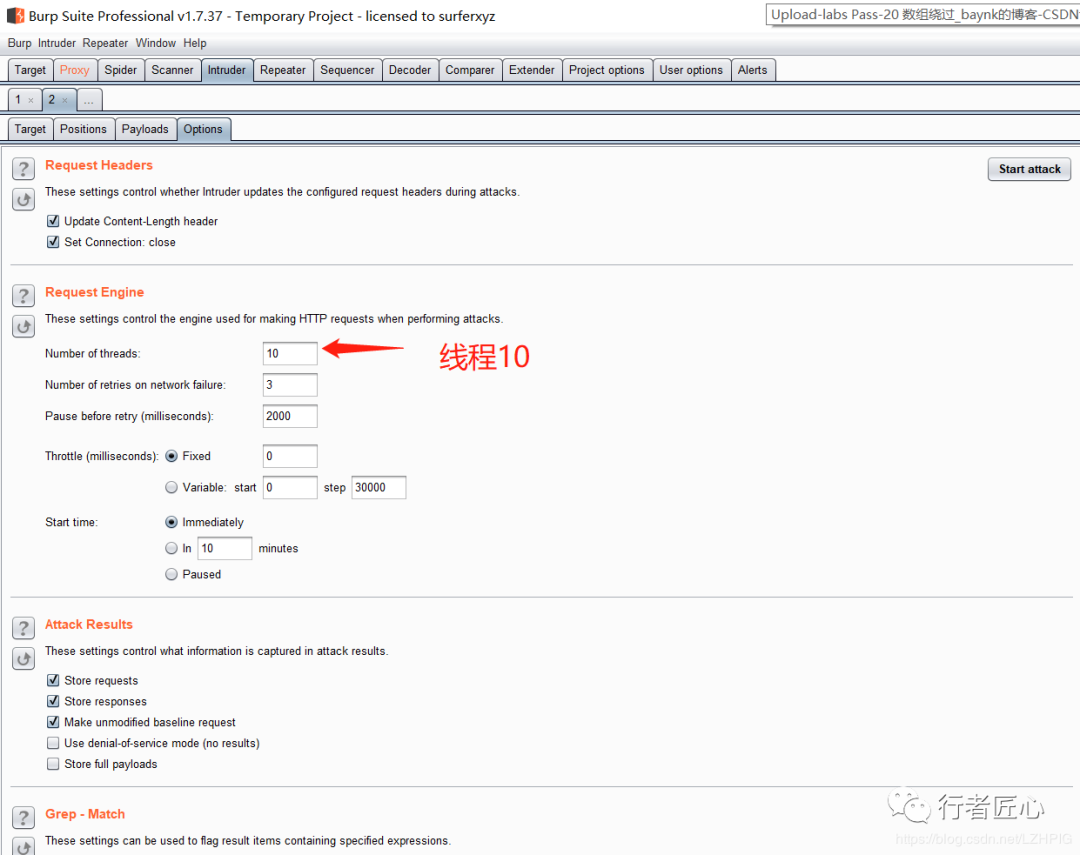 Burp Suite Professional v1.7.37 - Temporary Project - licensed to surferxyz
Upload-labs Pass-20 数组绕过_baynk的博客-CSDN
Burp Intruder Repeater Window Help
Target Proxy Spider Scanner Intruder Repeater Sequencer Decoder Comparer Extender Project options User options Alerts
1 × 2 × ...
Target Positions Payloads Options
? Request Headers
Start attack
These settings control whether Intruder updates the configured request headers during attacks.
Update Content-Length header
Set Connection: close
? Request Engine
These settings control the engine used for making HTTP requests when performing attacks.
Number of threads: 10
线程10
Number of retries on network failure: 3
Pause before retry (milliseconds): 2000
Throttle (milliseconds): Fixed 0
Variable: start 0 step 30000
Start time: Immediately
In 10 minutes
Paused
? Attack Results
These settings control what information is captured in attack results.
Store requests
Store responses
Make unmodified baseline request
Use denial-of-service mode (no results)
Store full payloads
? Grep - Match
行者匠心
These settings can be used to flag result items containing specified expressions.
https://blog.csdn.net/LZHPIG